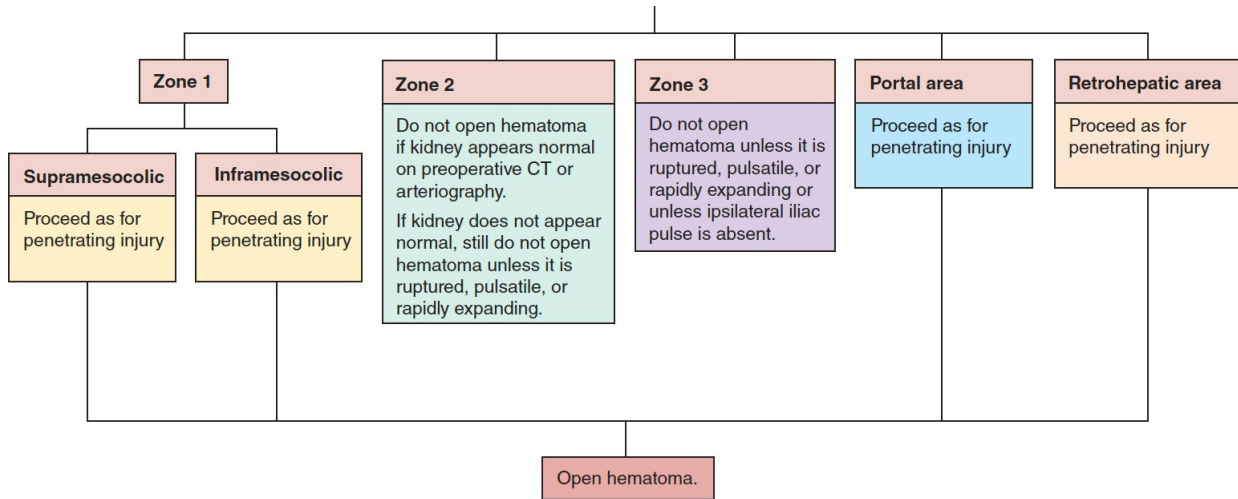 Zone 1
Zone 2
Do not open hematoma
if kidney appears normal
on preoperative CT or
arteriography.
If kidney does not appear
normal, still do not open
hematoma unless it is
ruptured, pulsatile, or
rapidly expanding.
Zone 3
Do not open
hematoma unless it is
ruptured, pulsatile, or
rapidly expanding or
unless ipsilateral iliac
pulse is absent.
Portal area
Proceed as for
penetrating injury
Retrohepatic area
Proceed as for
penetrating injury
Supramesocolic
Proceed as for
penetrating injury
Inframesocolic
Proceed as for
penetrating injury
Open hematoma.